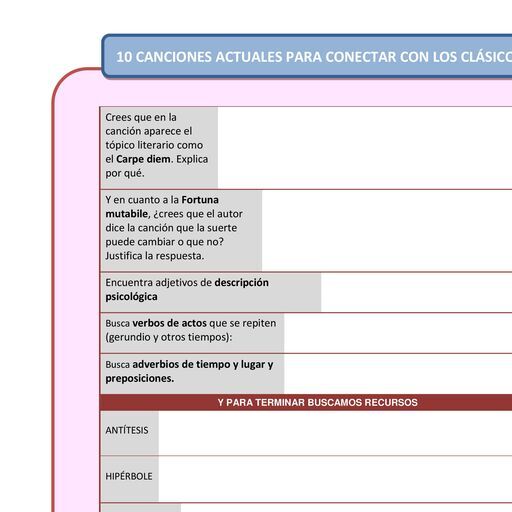 10 CANCIONES ACTUALES PARA CONECTAR CON LOS
Crees que en la
canción aparece el
tópico literario como
el Carpe diem. Explica
por qué.
Y en cuanto a la Fortuna
mutabile, ¿crees que el autor
dice la canción que la suerte
puede cambiar o que no?
Justifica la respuesta.
Encuentra adjetivos de descripción
psicológica
Busca verbos de actos que se repiten
(gerundio y otros tiempos):
Busca adverbios de tiempo y lugar y
preposiciones.
Y PARA TERMINAR BUSCAMOS RECURSOS
ANTÍTESIS
HIPÉRBOLE